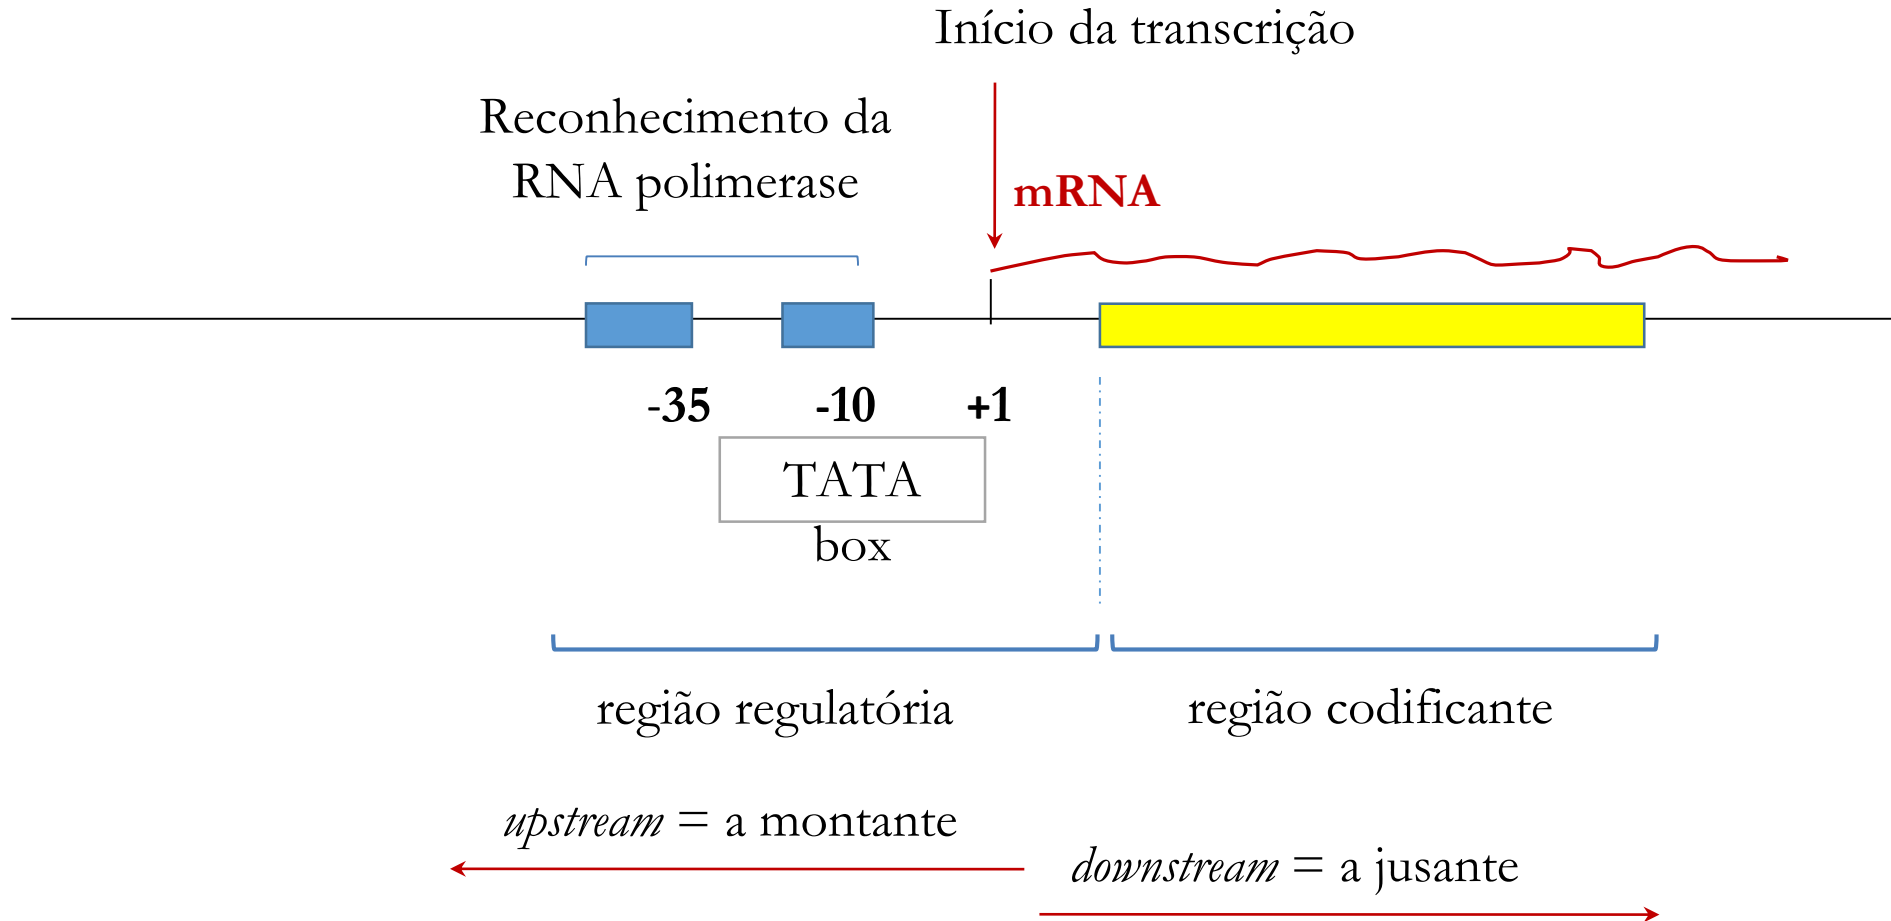 Início da transcrição
Reconhecimento da
RNA polimerase
mRNA
-35 -10 +1
TATA
box
região regulatória região codificante
upstream = a montante
downstream = a jusante